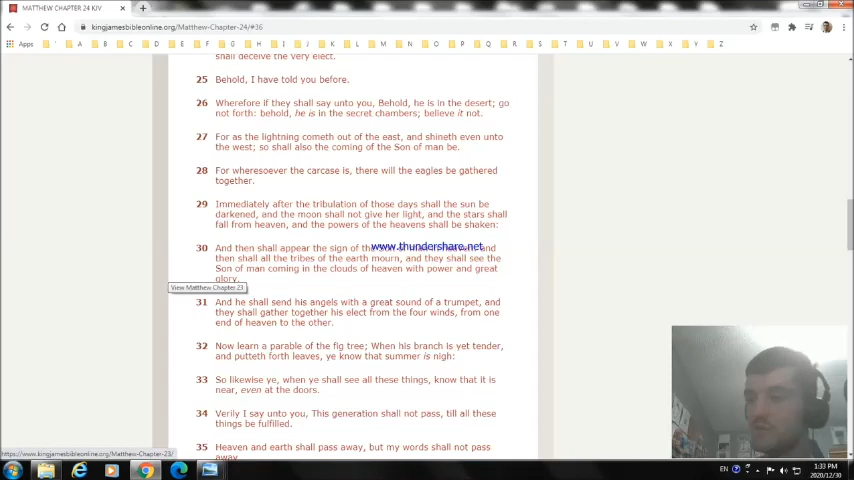 MATTHEW CHAPTER 24 KJV
kingjamesbibleonline.org/Matthew-Chapter-24/#36
Apps ' A B C D E F G H I J K L M N O P Q R S T U V W X Y Z
shall deceive the very elect.
25 Behold, I have told you before.
26 Wherefore if they shall say unto you, Behold, he is in the desert; go
not forth: behold, he is in the secret chambers; believe it not.
27 For as the lightning cometh out of the east, and shineth even unto
the west; so shall also the coming of the Son of man be.
28 For wheresoever the carcase is, there will the eagles be gathered
together.
29 Immediately after the tribulation of those days shall the sun be
darkened, and the moon shall not give her light, and the stars shall
fall from heaven, and the powers of the heavens shall be shaken:
www.thundershare.net
30 And then shall appear the sign of the and
then shall all the tribes of the earth mourn, and they shall see the
Son of man coming in the clouds of heaven with power and great
glory.
View Matthew Chapter 23
31 And he shall send his angels with a great sound of a trumpet, and
they shall gather together his elect from the four winds, from one
end of heaven to the other.
32 Now learn a parable of the fig tree; When his branch is yet tender,
and putteth forth leaves, ye know that summer is nigh:
33 So likewise ye, when ye shall see all these things, know that it is
near, even at the doors.
34 Verily I say unto you, This generation shall not pass, till all these
things be fulfilled.
35 Heaven and earth shall pass away, but my words shall not pass
away.
https://www.kingjamesbibleonline.org/Matthew-Chapter-23/
EN
1:33 PM
2020/12/30